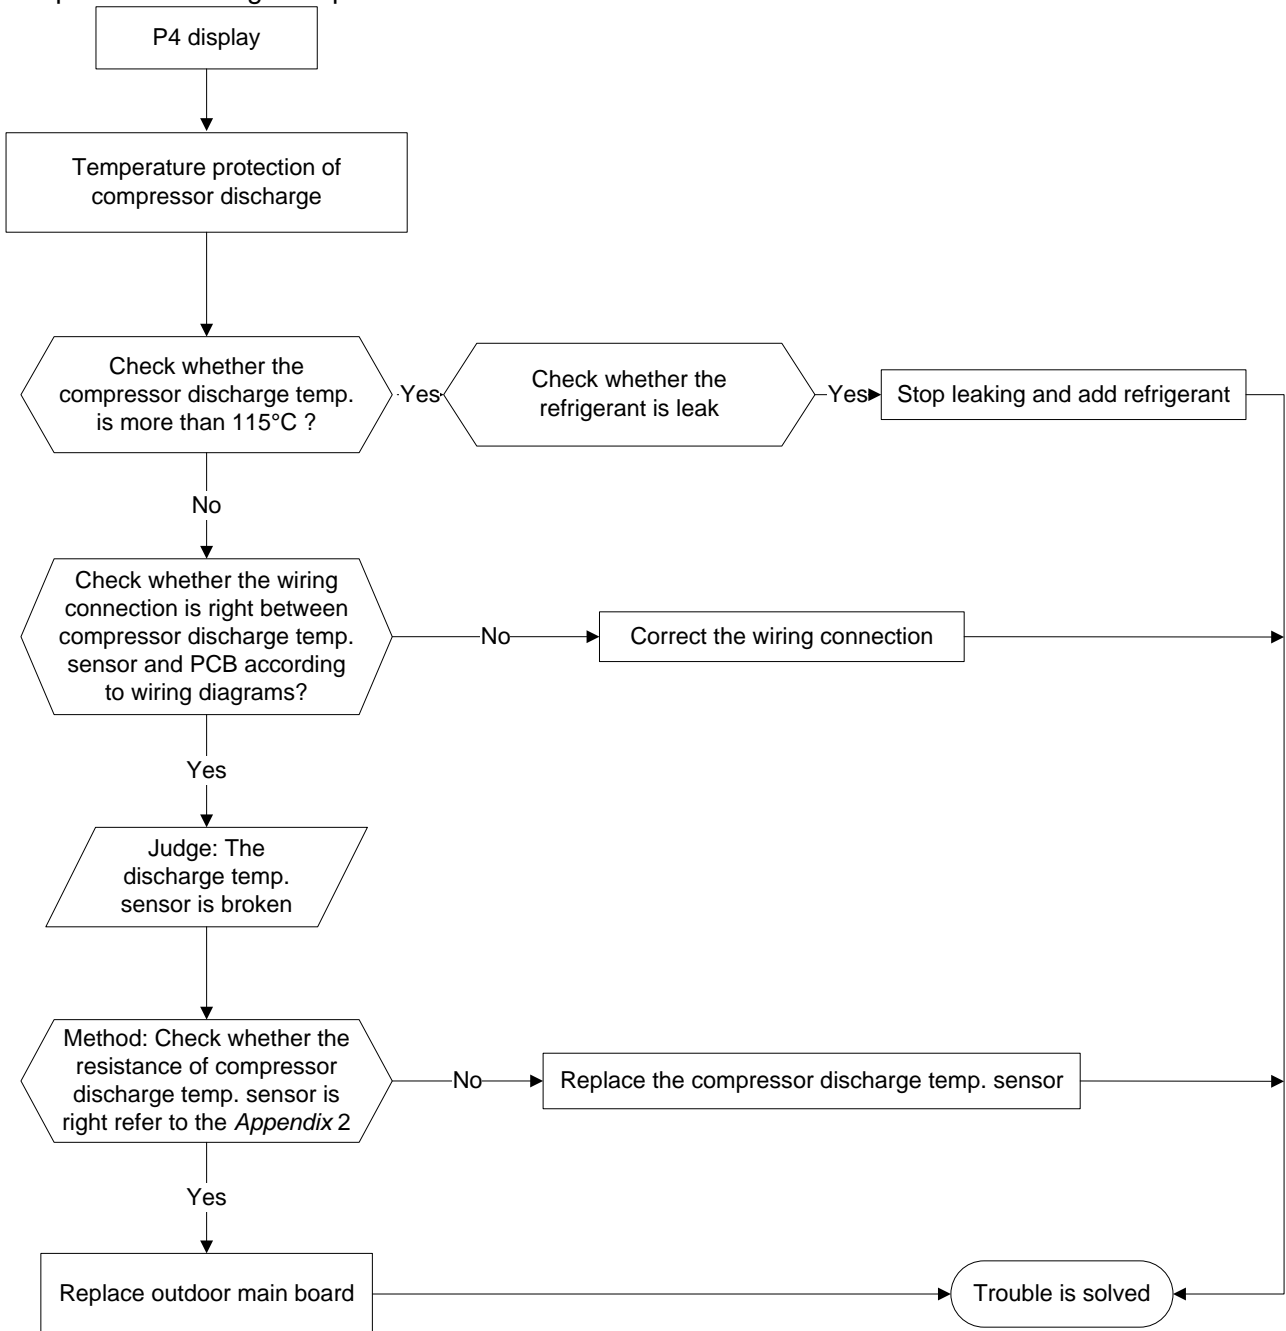 P4 display
Temperature protection of
compressor discharge
Check whether the
compressor discharge temp.
is more than 115°C ?
Yes
Check whether the
refrigerant is leak
Yes
Stop leaking and add refrigerant
No
Check whether the wiring
connection is right between
compressor discharge temp.
sensor and PCB according
to wiring diagrams?
No
Correct the wiring connection
Yes
Judge: The
discharge temp.
sensor is broken
Method: Check whether the
resistance of compressor
discharge temp. sensor is
right refer to the Appendix 2
No
Replace the compressor discharge temp. sensor
Yes
Replace outdoor main board
Trouble is solved